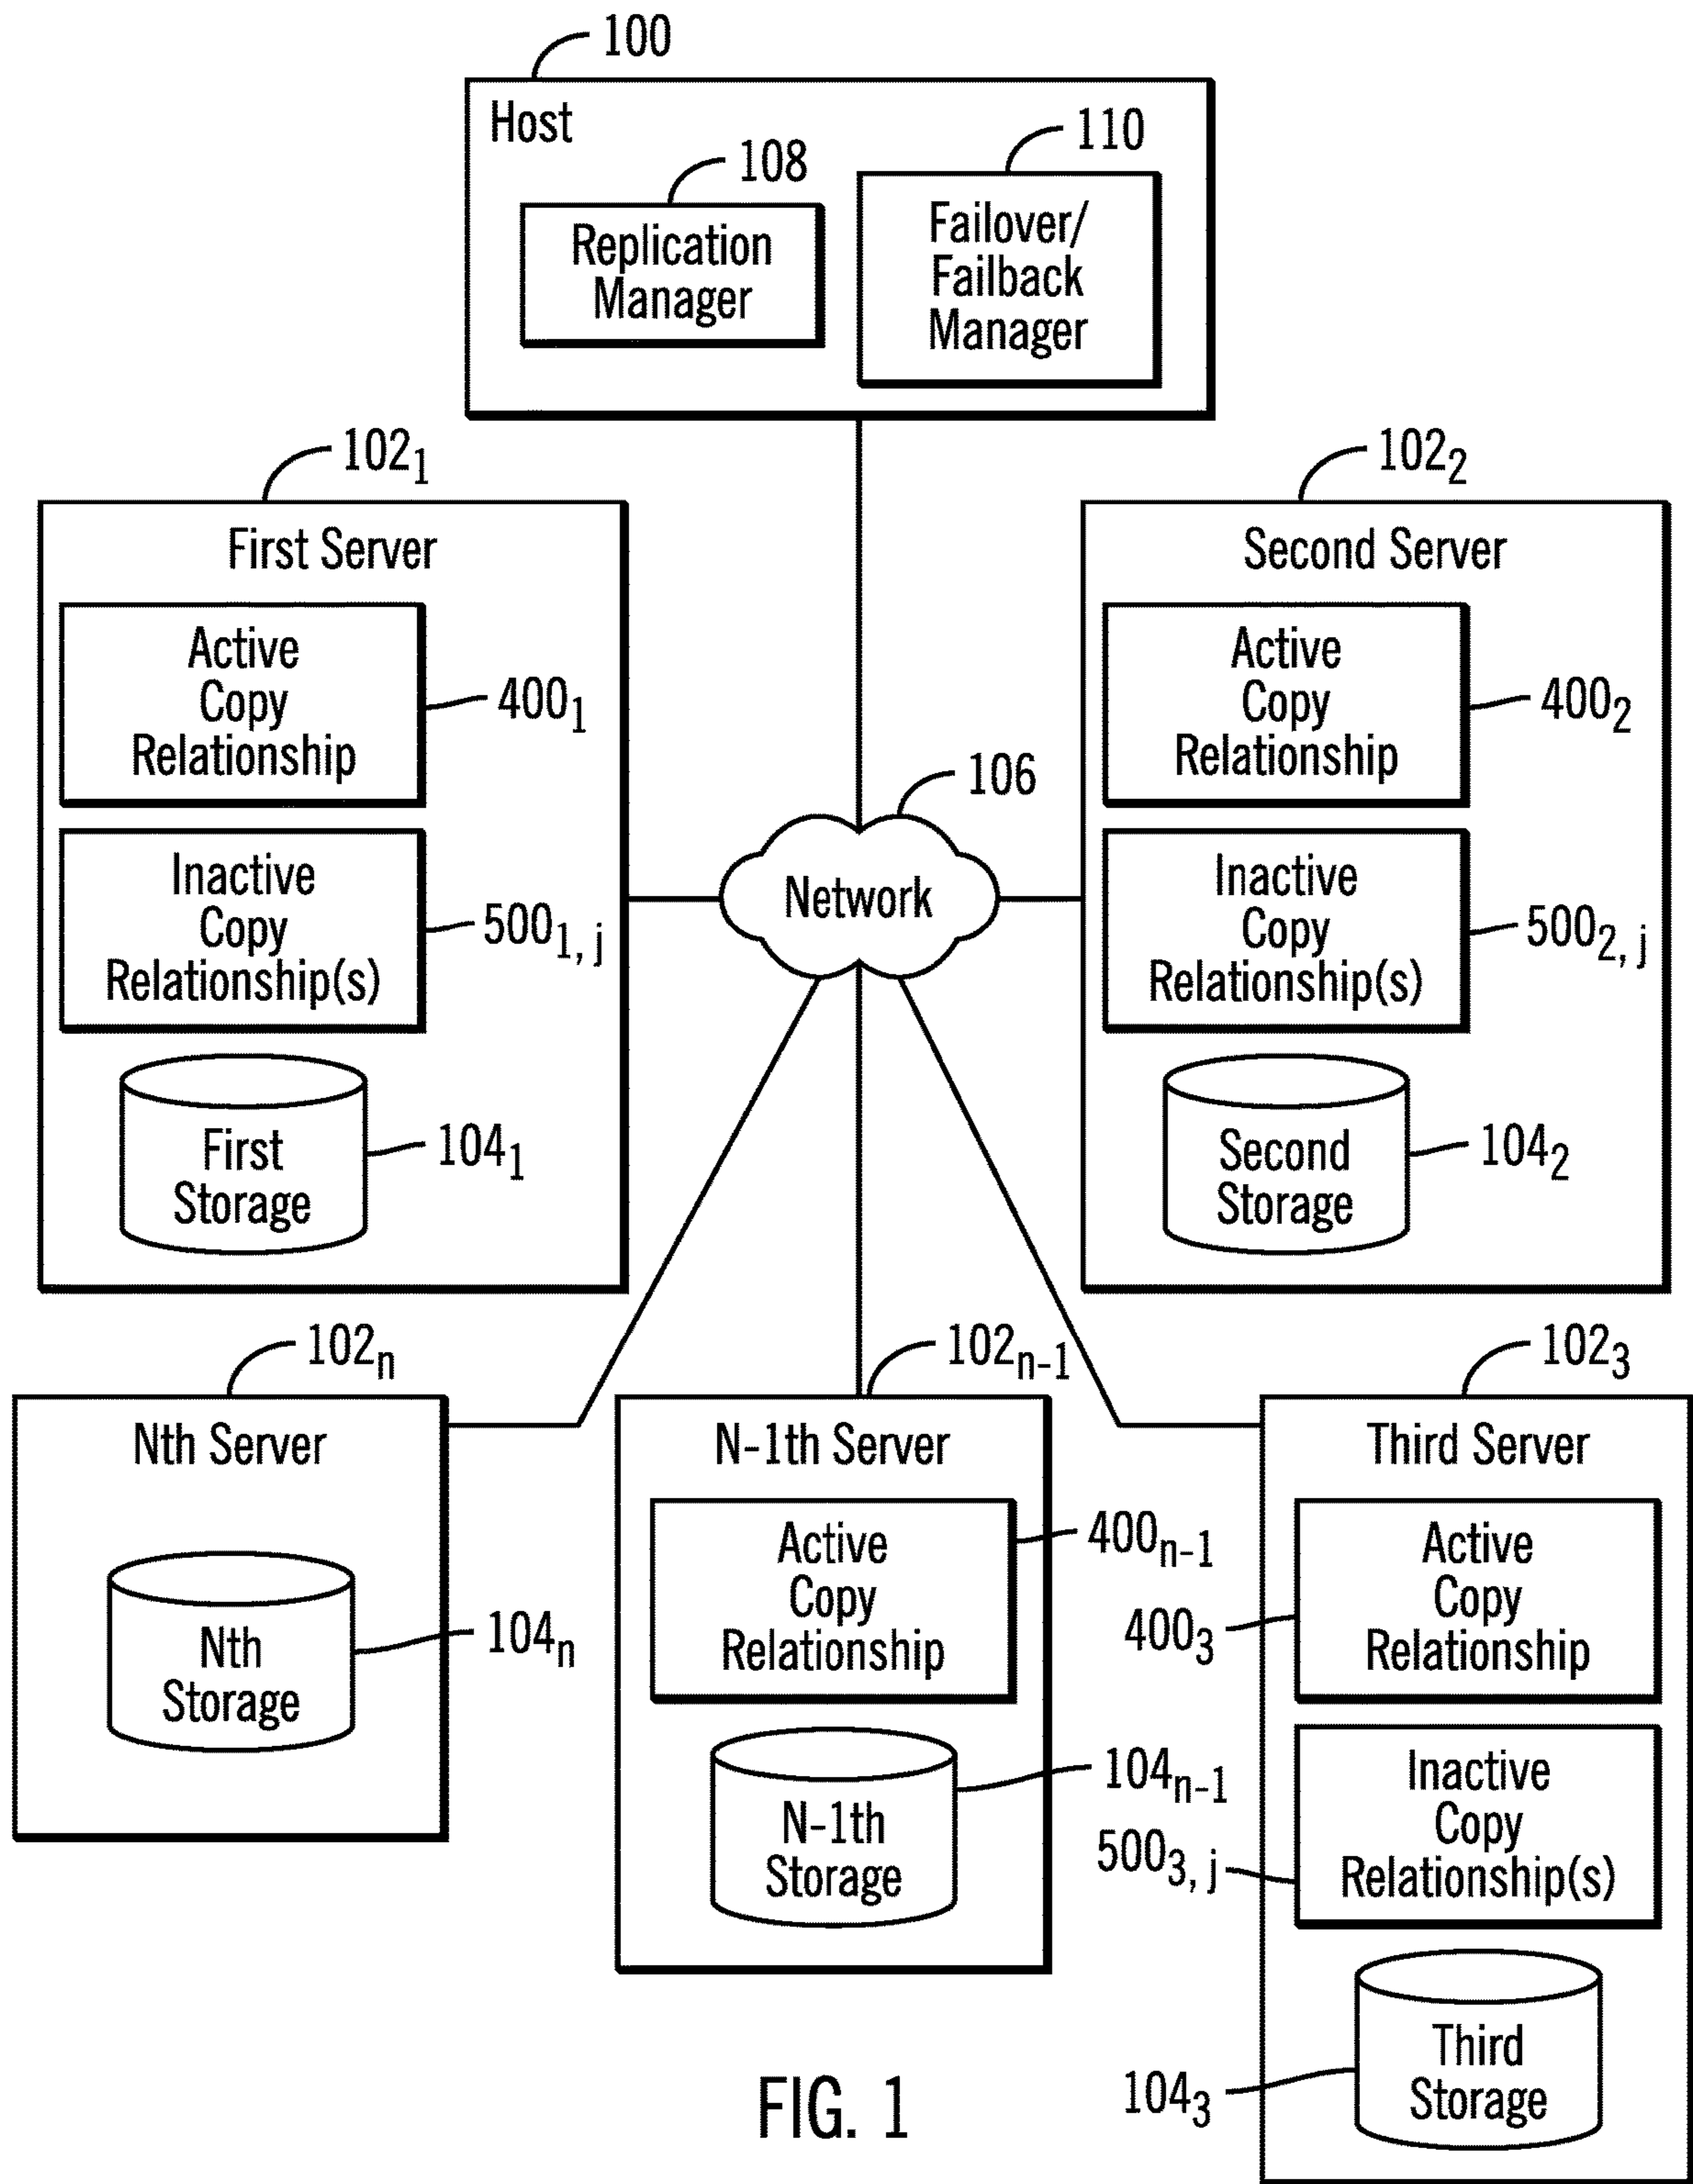 100
Host
108
110
Replication
Manager
Failover/
Failback
Manager
102₁
102₂
First Server
Active
Copy
Relationship
400₁
Inactive
Copy
Relationship(s)
500₁, j
First
Storage
104₁
106
Network
Second Server
Active
Copy
Relationship
400₂
Inactive
Copy
Relationship(s)
500₂, j
Second
Storage
104₂
102ₙ
Nth Server
Nth
Storage
104ₙ
102ₙ₋₁
N-1th Server
Active
Copy
Relationship
400ₙ₋₁
N-1th
Storage
104ₙ₋₁
102₃
Third Server
Active
Copy
Relationship
400₃
Inactive
Copy
Relationship(s)
500₃, j
Third
Storage
104₃
FIG. 1